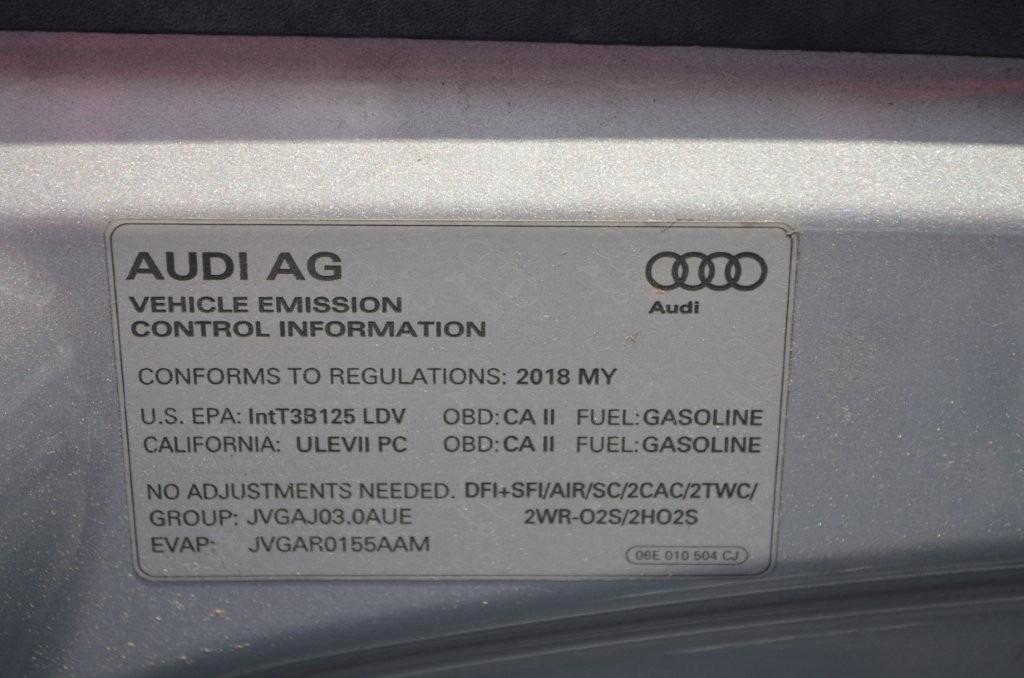 AUDI AG
Audi
VEHICLE EMISSION
CONTROL INFORMATION
CONFORMS TO REGULATIONS: 2018 MY
U.S. EPA: IntT3B125 LDV OBD: CA II FUEL: GASOLINE
CALIFORNIA: ULEVII PC OBD: CA II FUEL: GASOLINE
NO ADJUSTMENTS NEEDED. DFI+SFI/AIR/SC/2CAC/2TWC/
GROUP: JVGAJ03.0AUE 2WR-O2S/2HO2S
EVAP: JVGAR0155AAM
06E 010 504 CJ